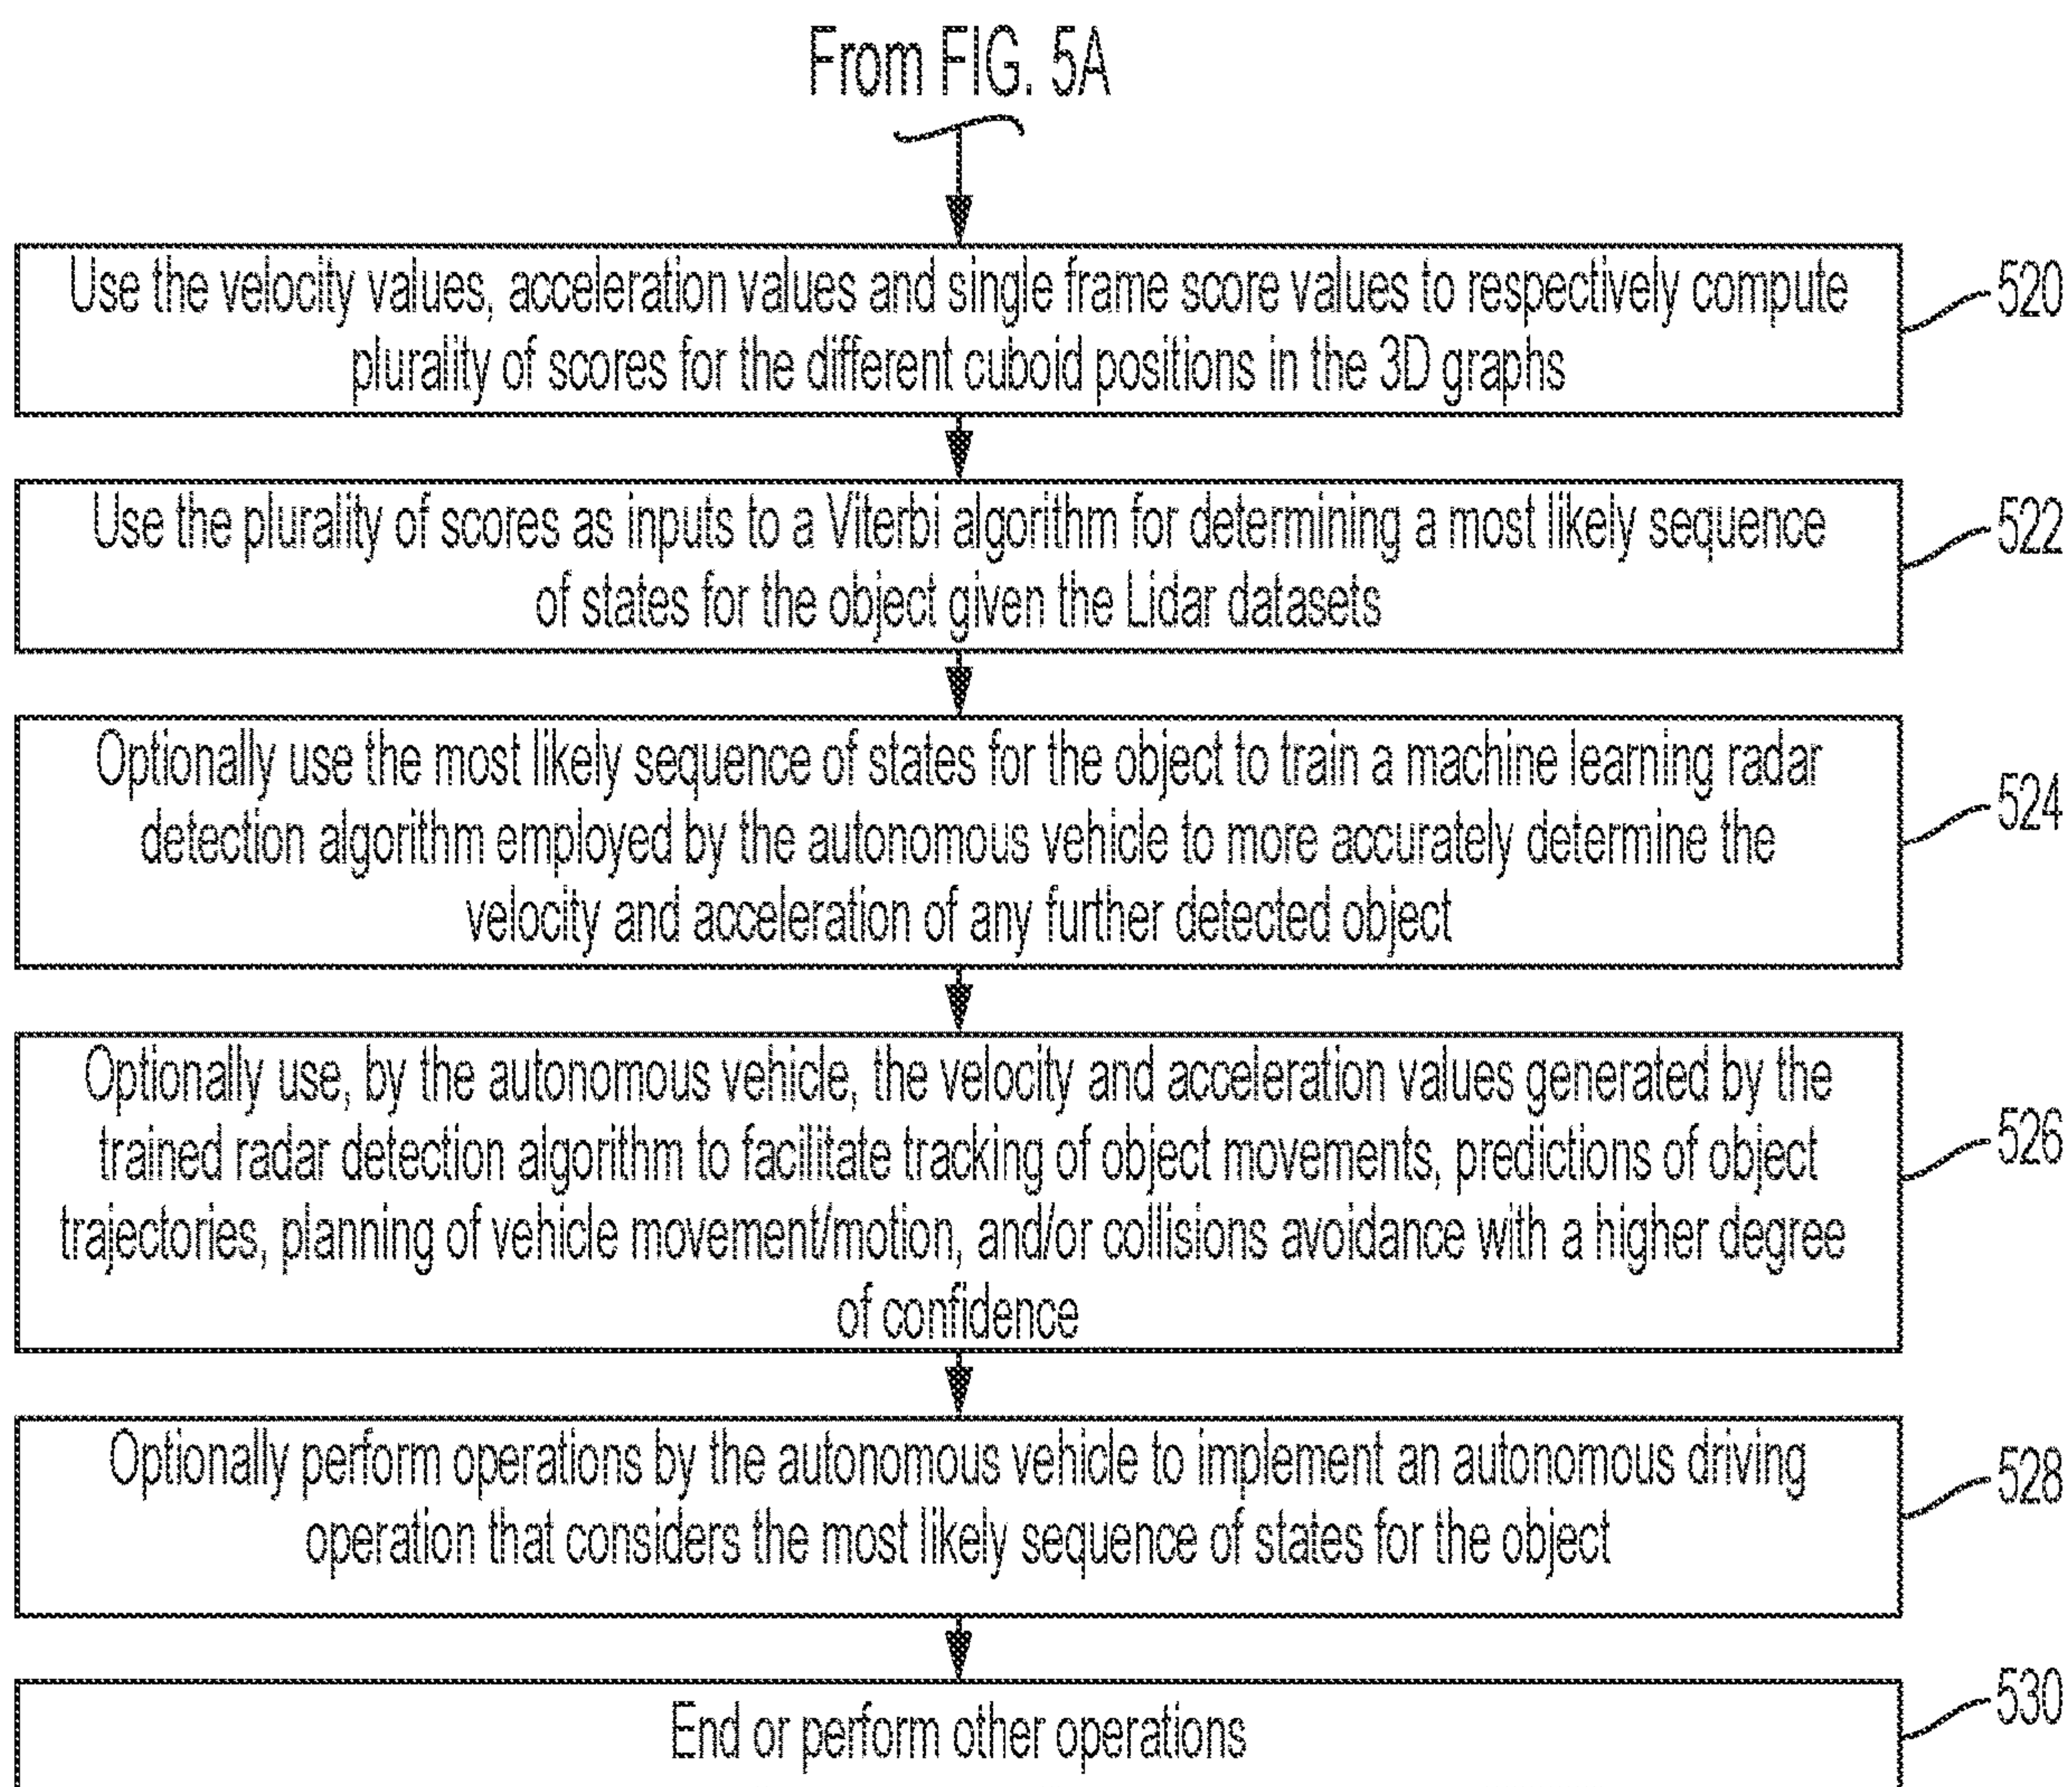 From FIG. 5A
Use the velocity values, acceleration values and single frame score values to respectively compute
plurality of scores for the different cuboid positions in the 3D graphs
520
Use the plurality of scores as inputs to a Viterbi algorithm for determining a most likely sequence
of states for the object given the Lidar datasets
522
Optionally use the most likely sequence of states for the object to train a machine learning radar
detection algorithm employed by the autonomous vehicle to more accurately determine the
velocity and acceleration of any further detected object
524
Optionally use, by the autonomous vehicle, the velocity and acceleration values generated by the
trained radar detection algorithm to facilitate tracking of object movements, predictions of object
trajectories, planning of vehicle movement/motion, and/or collisions avoidance with a higher degree
of confidence
526
Optionally perform operations by the autonomous vehicle to implement an autonomous driving
operation that considers the most likely sequence of states for the object
528
End or perform other operations
530